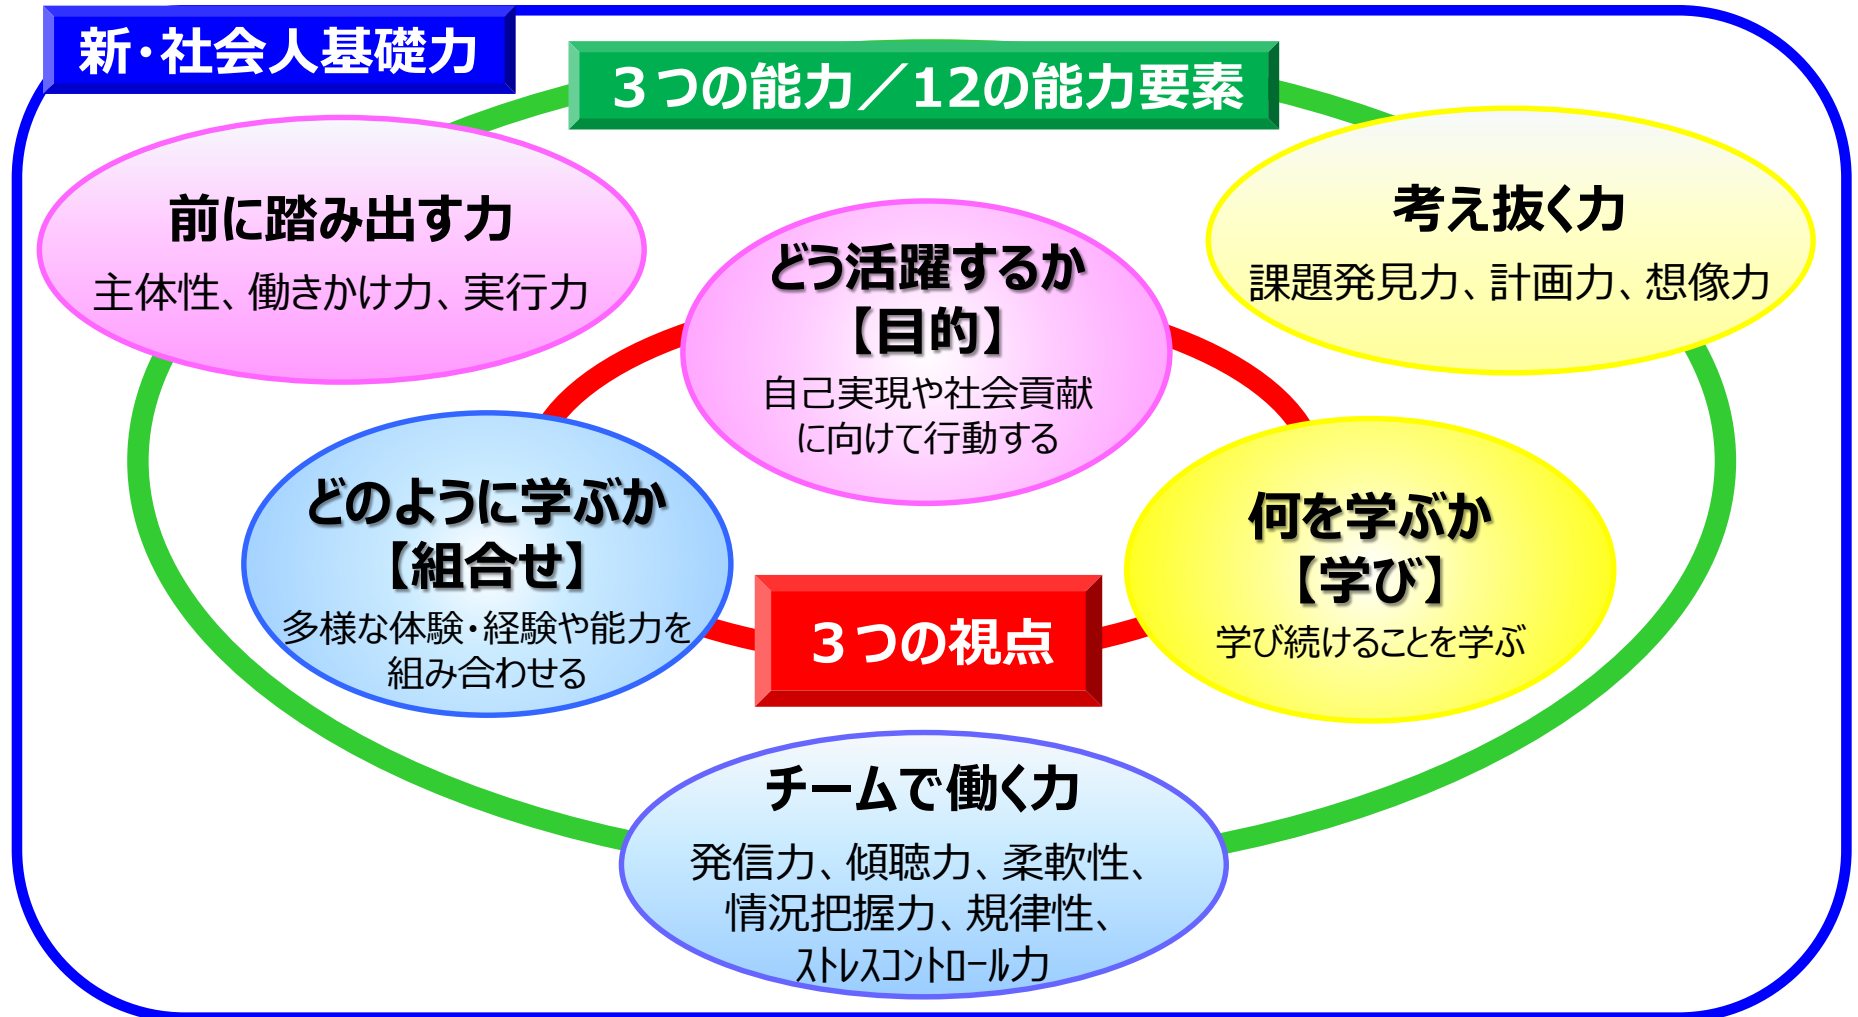 新・社会人基礎力
３つの能力／12の能力要素
前に踏み出す力
主体性、働きかけ力、実行力
考え抜く力
課題発見力、計画力、想像力
どう活躍するか
【目的】
自己実現や社会貢献
に向けて行動する
どのように学ぶか
【組合せ】
多様な体験・経験や能力を
組み合わせる
何を学ぶか
【学び】
学び続けることを学ぶ
３つの視点
チームで働く力
発信力、傾聴力、柔軟性、
情況把握力、規律性、
ｽﾄﾚｽｺﾝﾄﾛｰﾙ力